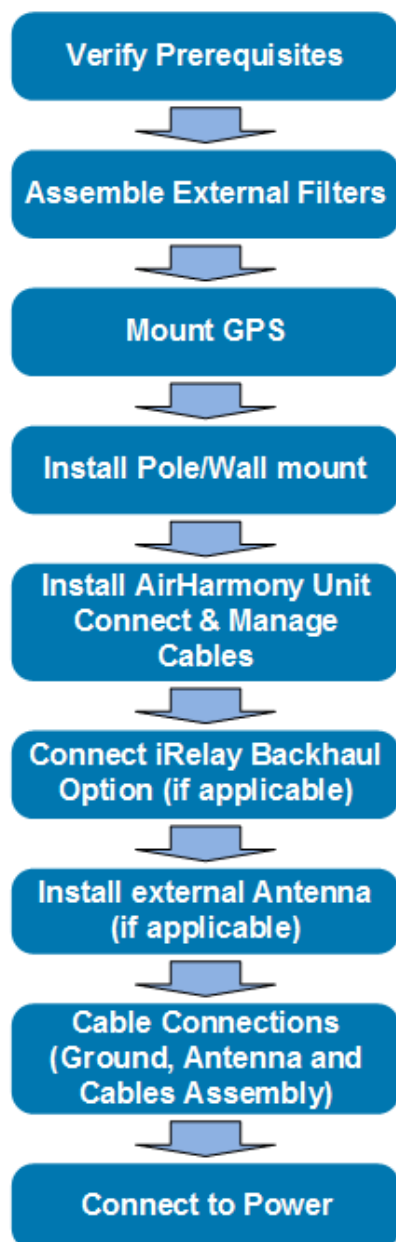 Verify Prerequisites
Assemble External Filters
Mount GPS
Install Pole/Wall mount
Install AirHarmony Unit
Connect & Manage
Cables
Connect iRelay Backhaul
Option (if applicable)
Install external Antenna
(if applicable)
Cable Connections
(Ground, Antenna and
Cables Assembly)
Connect to Power